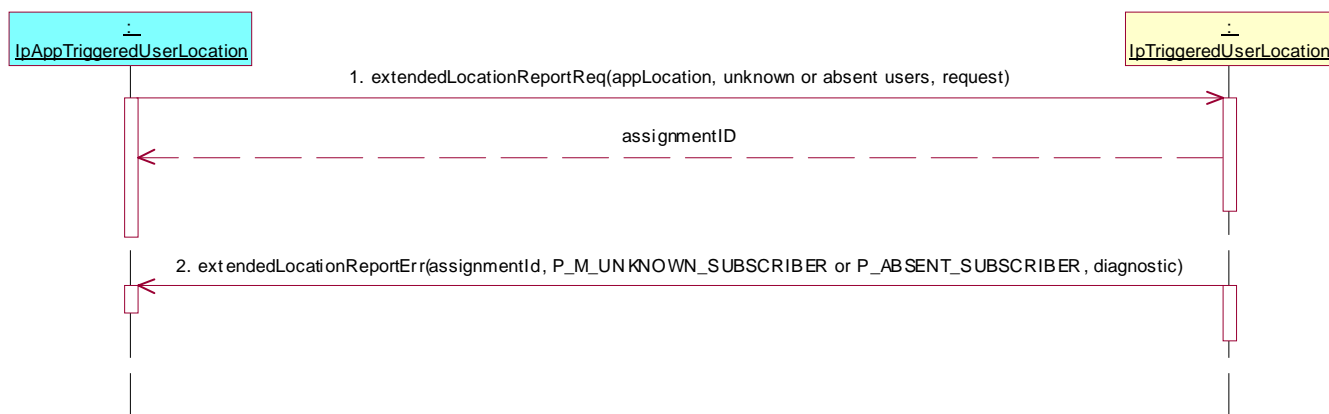 :
IpAppTriggeredUserLocation
:
IpTriggeredUserLocation
1. extendedLocationReportReq(appLocation, unknown or absent users, request)
assignmentID
2. extendedLocationReportErr(assignmentId, P_M_UNKNOWN_SUBSCRIBER or P_ABSENT_SUBSCRIBER, diagnostic)